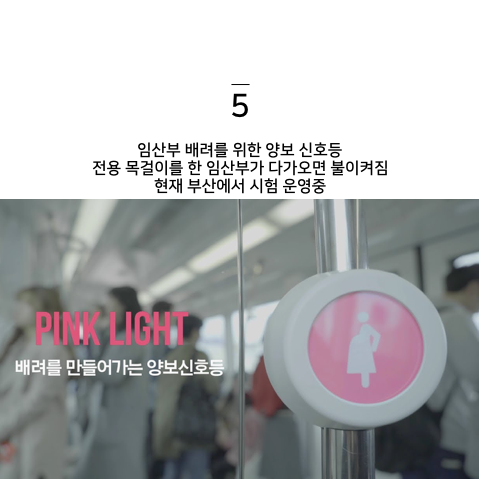 5
임산부 배려를 위한 양보 신호등
전용 목걸이를 한 임산부가 다가오면 불이켜짐
현재 부산에서 시험 운영중
PINK LIGHT
배려를 만들어가는 양보신호등